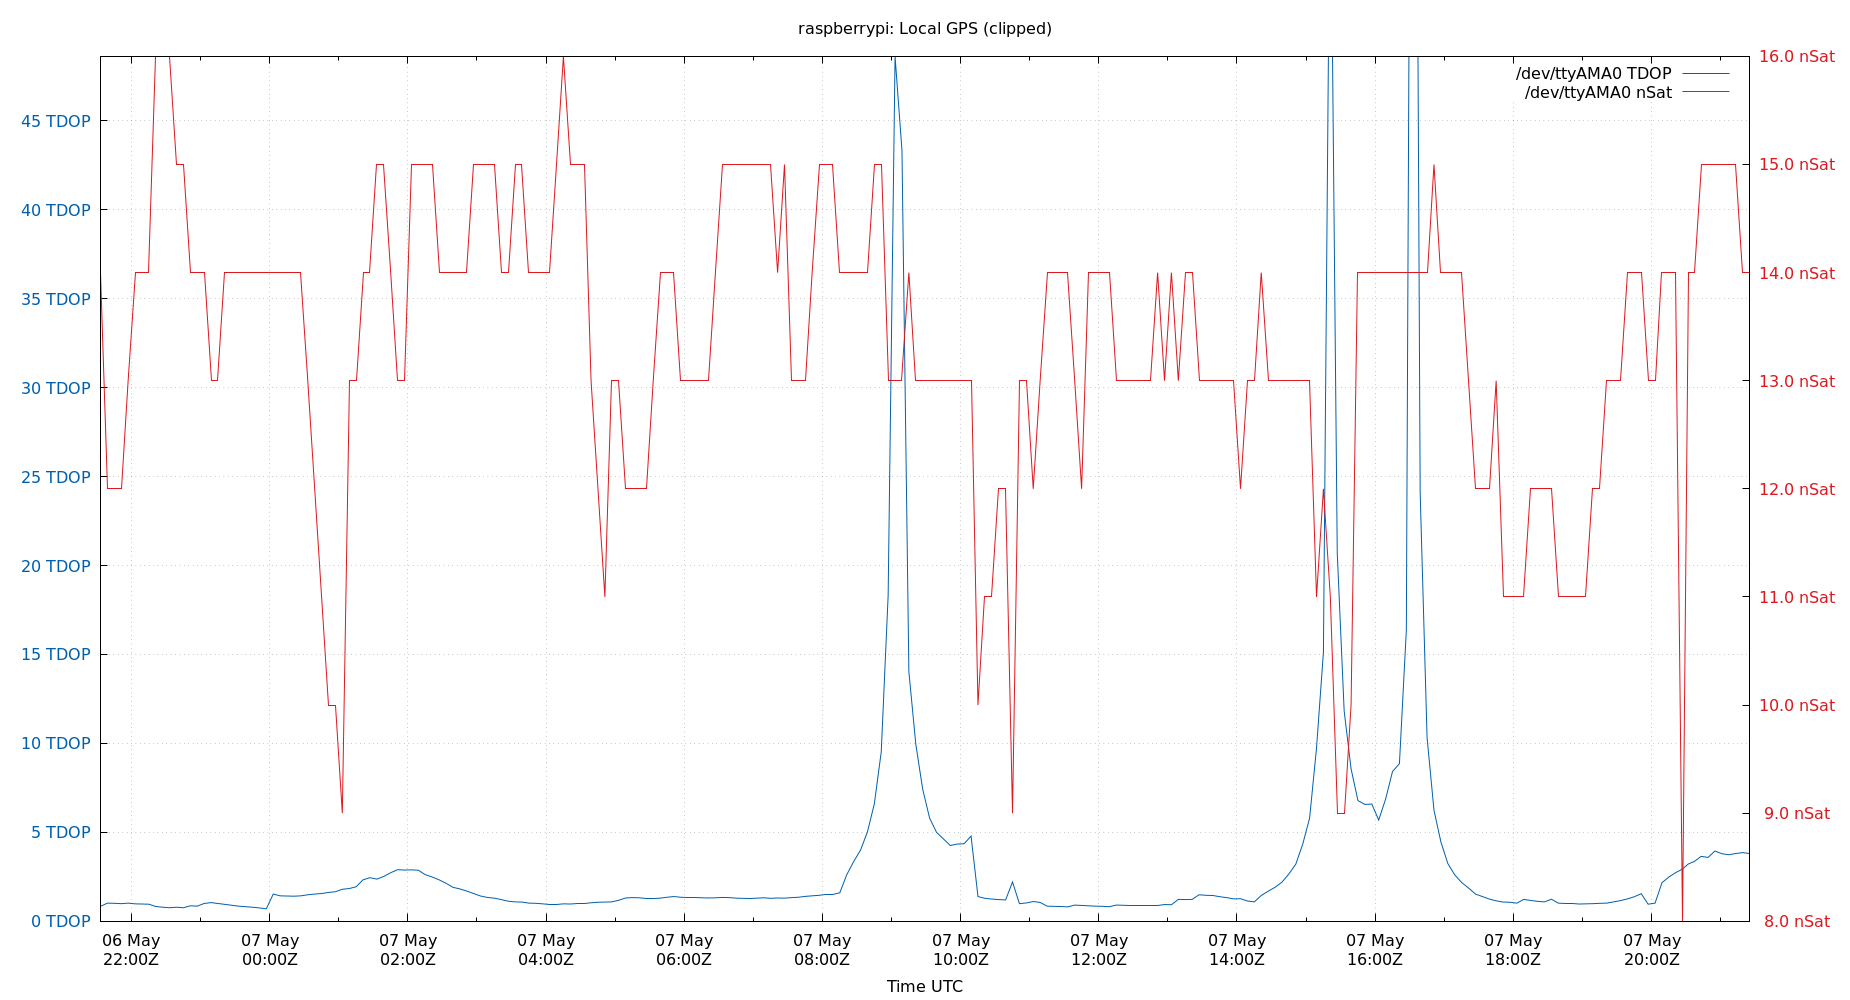 raspberrypi: Local GPS (clipped)
/dev/ttyAMA0 TDOP
/dev/ttyAMA0 nSat
45 TDOP
40 TDOP
35 TDOP
30 TDOP
25 TDOP
20 TDOP
15 TDOP
10 TDOP
5 TDOP
0 TDOP
16.0 nSat
15.0 nSat
14.0 nSat
13.0 nSat
12.0 nSat
11.0 nSat
10.0 nSat
9.0 nSat
8.0 nSat
06 May 07 May 07 May 07 May 07 May 07 May 07 May 07 May 07 May 07 May 07 May 07 May
22:00Z 00:00Z 02:00Z 04:00Z 06:00Z 08:00Z 10:00Z 12:00Z 14:00Z 16:00Z 18:00Z 20:00Z
Time UTC